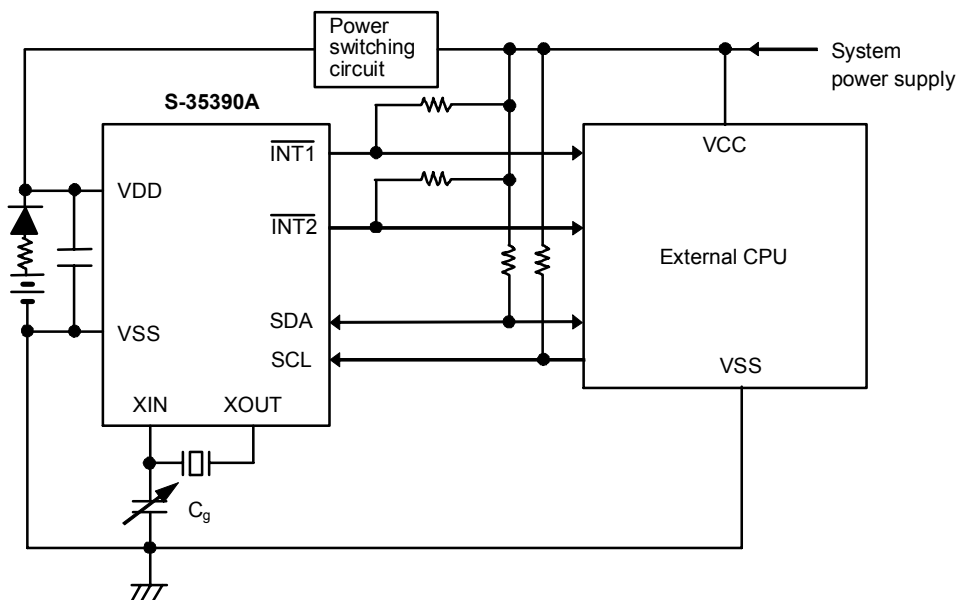 Power
switching
circuit
System
power supply
S-35390A
INT1
VCC
VDD
INT2
External CPU
SDA
VSS
SCL
VSS
XIN
XOUT
Cg